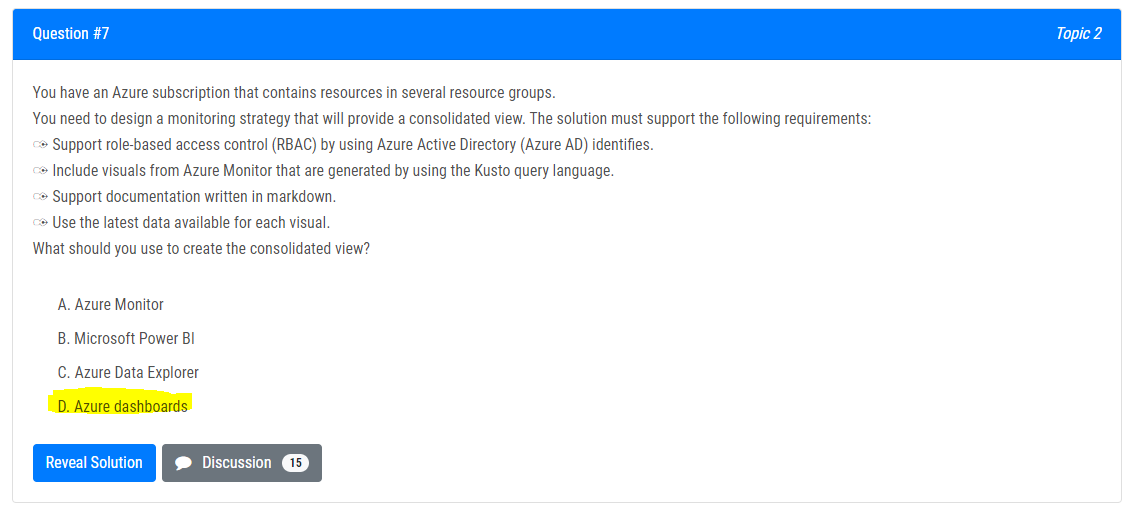 Question #7
Topic 2
You have an Azure subscription that contains resources in several resource groups.
You need to design a monitoring strategy that will provide a consolidated view. The solution must support the following requirements:
Support role-based access control (RBAC) by using Azure Active Directory (Azure AD) identifies.
Include visuals from Azure Monitor that are generated by using the Kusto query language.
Support documentation written in markdown.
Use the latest data available for each visual.
What should you use to create the consolidated view?
A. Azure Monitor
B. Microsoft Power BI
C. Azure Data Explorer
D. Azure dashboards
Reveal Solution
Discussion 15